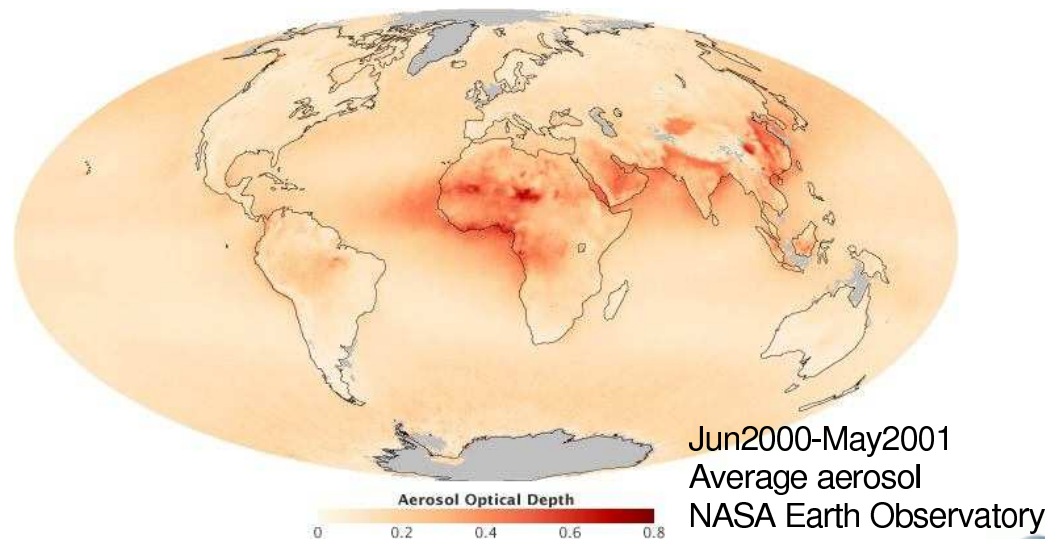 Jun2000-May2001
Average aerosol
NASA Earth Observatory
Aerosol Optical Depth
0 0.2 0.4 0.6 0.8